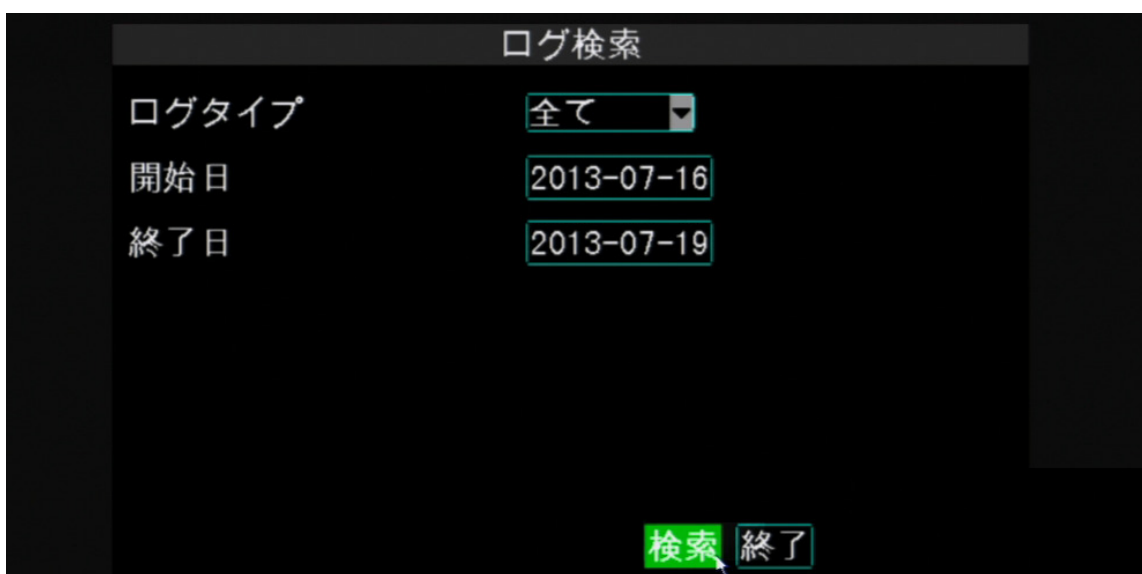 ログ検索
ログタイプ 全て
開始日 2013-07-16
終了日 2013-07-19
検索 終了